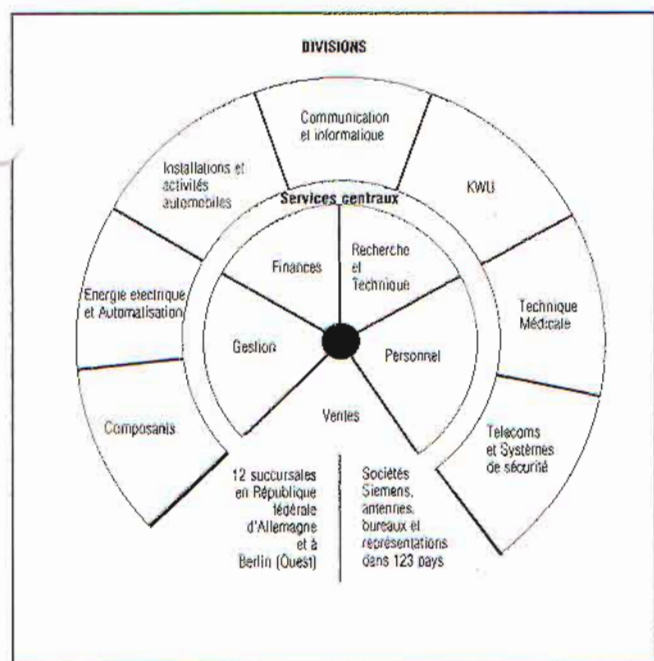 DIVISIONS
Communication
et informatique
Installations et
activités
automobiles
KWU
Services centraux
Finances
Recherche
et
Technique
Energie electrique
et Automatisation
Technique
Médicale
Gestion
Personnel
Composants
Ventes
Telecoms
et Systèmes
de sécurité
12 succursales
en République
fédérale
d'Allemagne
et à
Berlin (Ouest)
Sociétés
Siemens,
antennes,
bureaux et
représentations
dans 123 pays